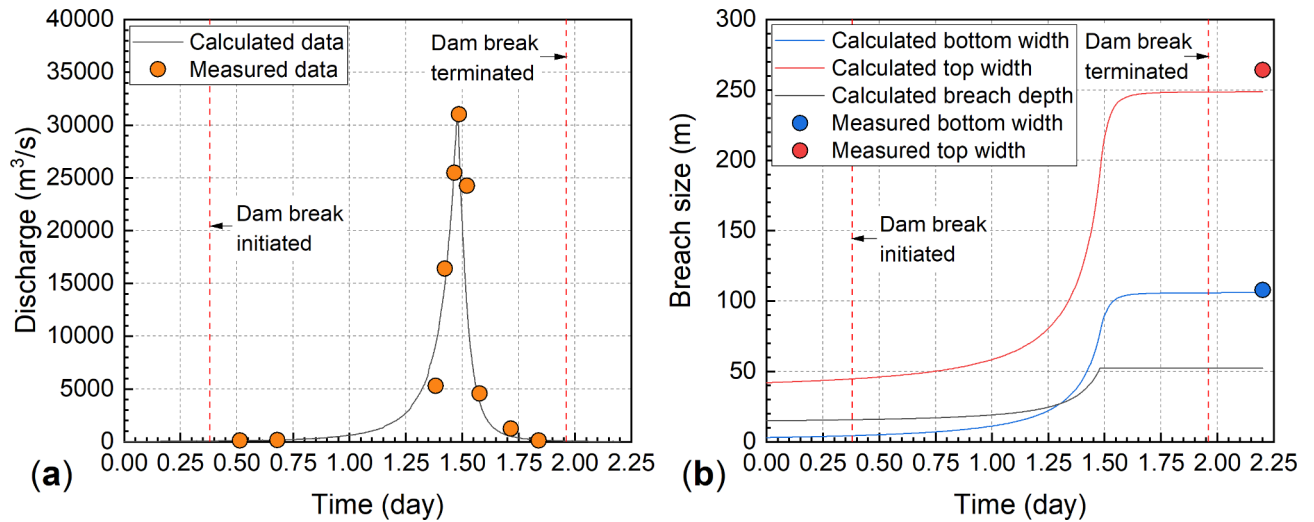 40000
35000
30000
25000
20000
15000
10000
5000
0
Discharge (m³/s)
Calculated data
Measured data
Dam break
terminated
Dam break
initiated
0.00 0.25 0.50 0.75 1.00 1.25 1.50 1.75 2.00 2.25
(a)
Time (day)
300
250
200
150
100
50
0
Breach size (m)
Calculated bottom width
Calculated top width
Calculated breach depth
Measured bottom width
Measured top width
Dam break
terminated
Dam break
initiated
0.00 0.25 0.50 0.75 1.00 1.25 1.50 1.75 2.00 2.25
(b)
Time (day)